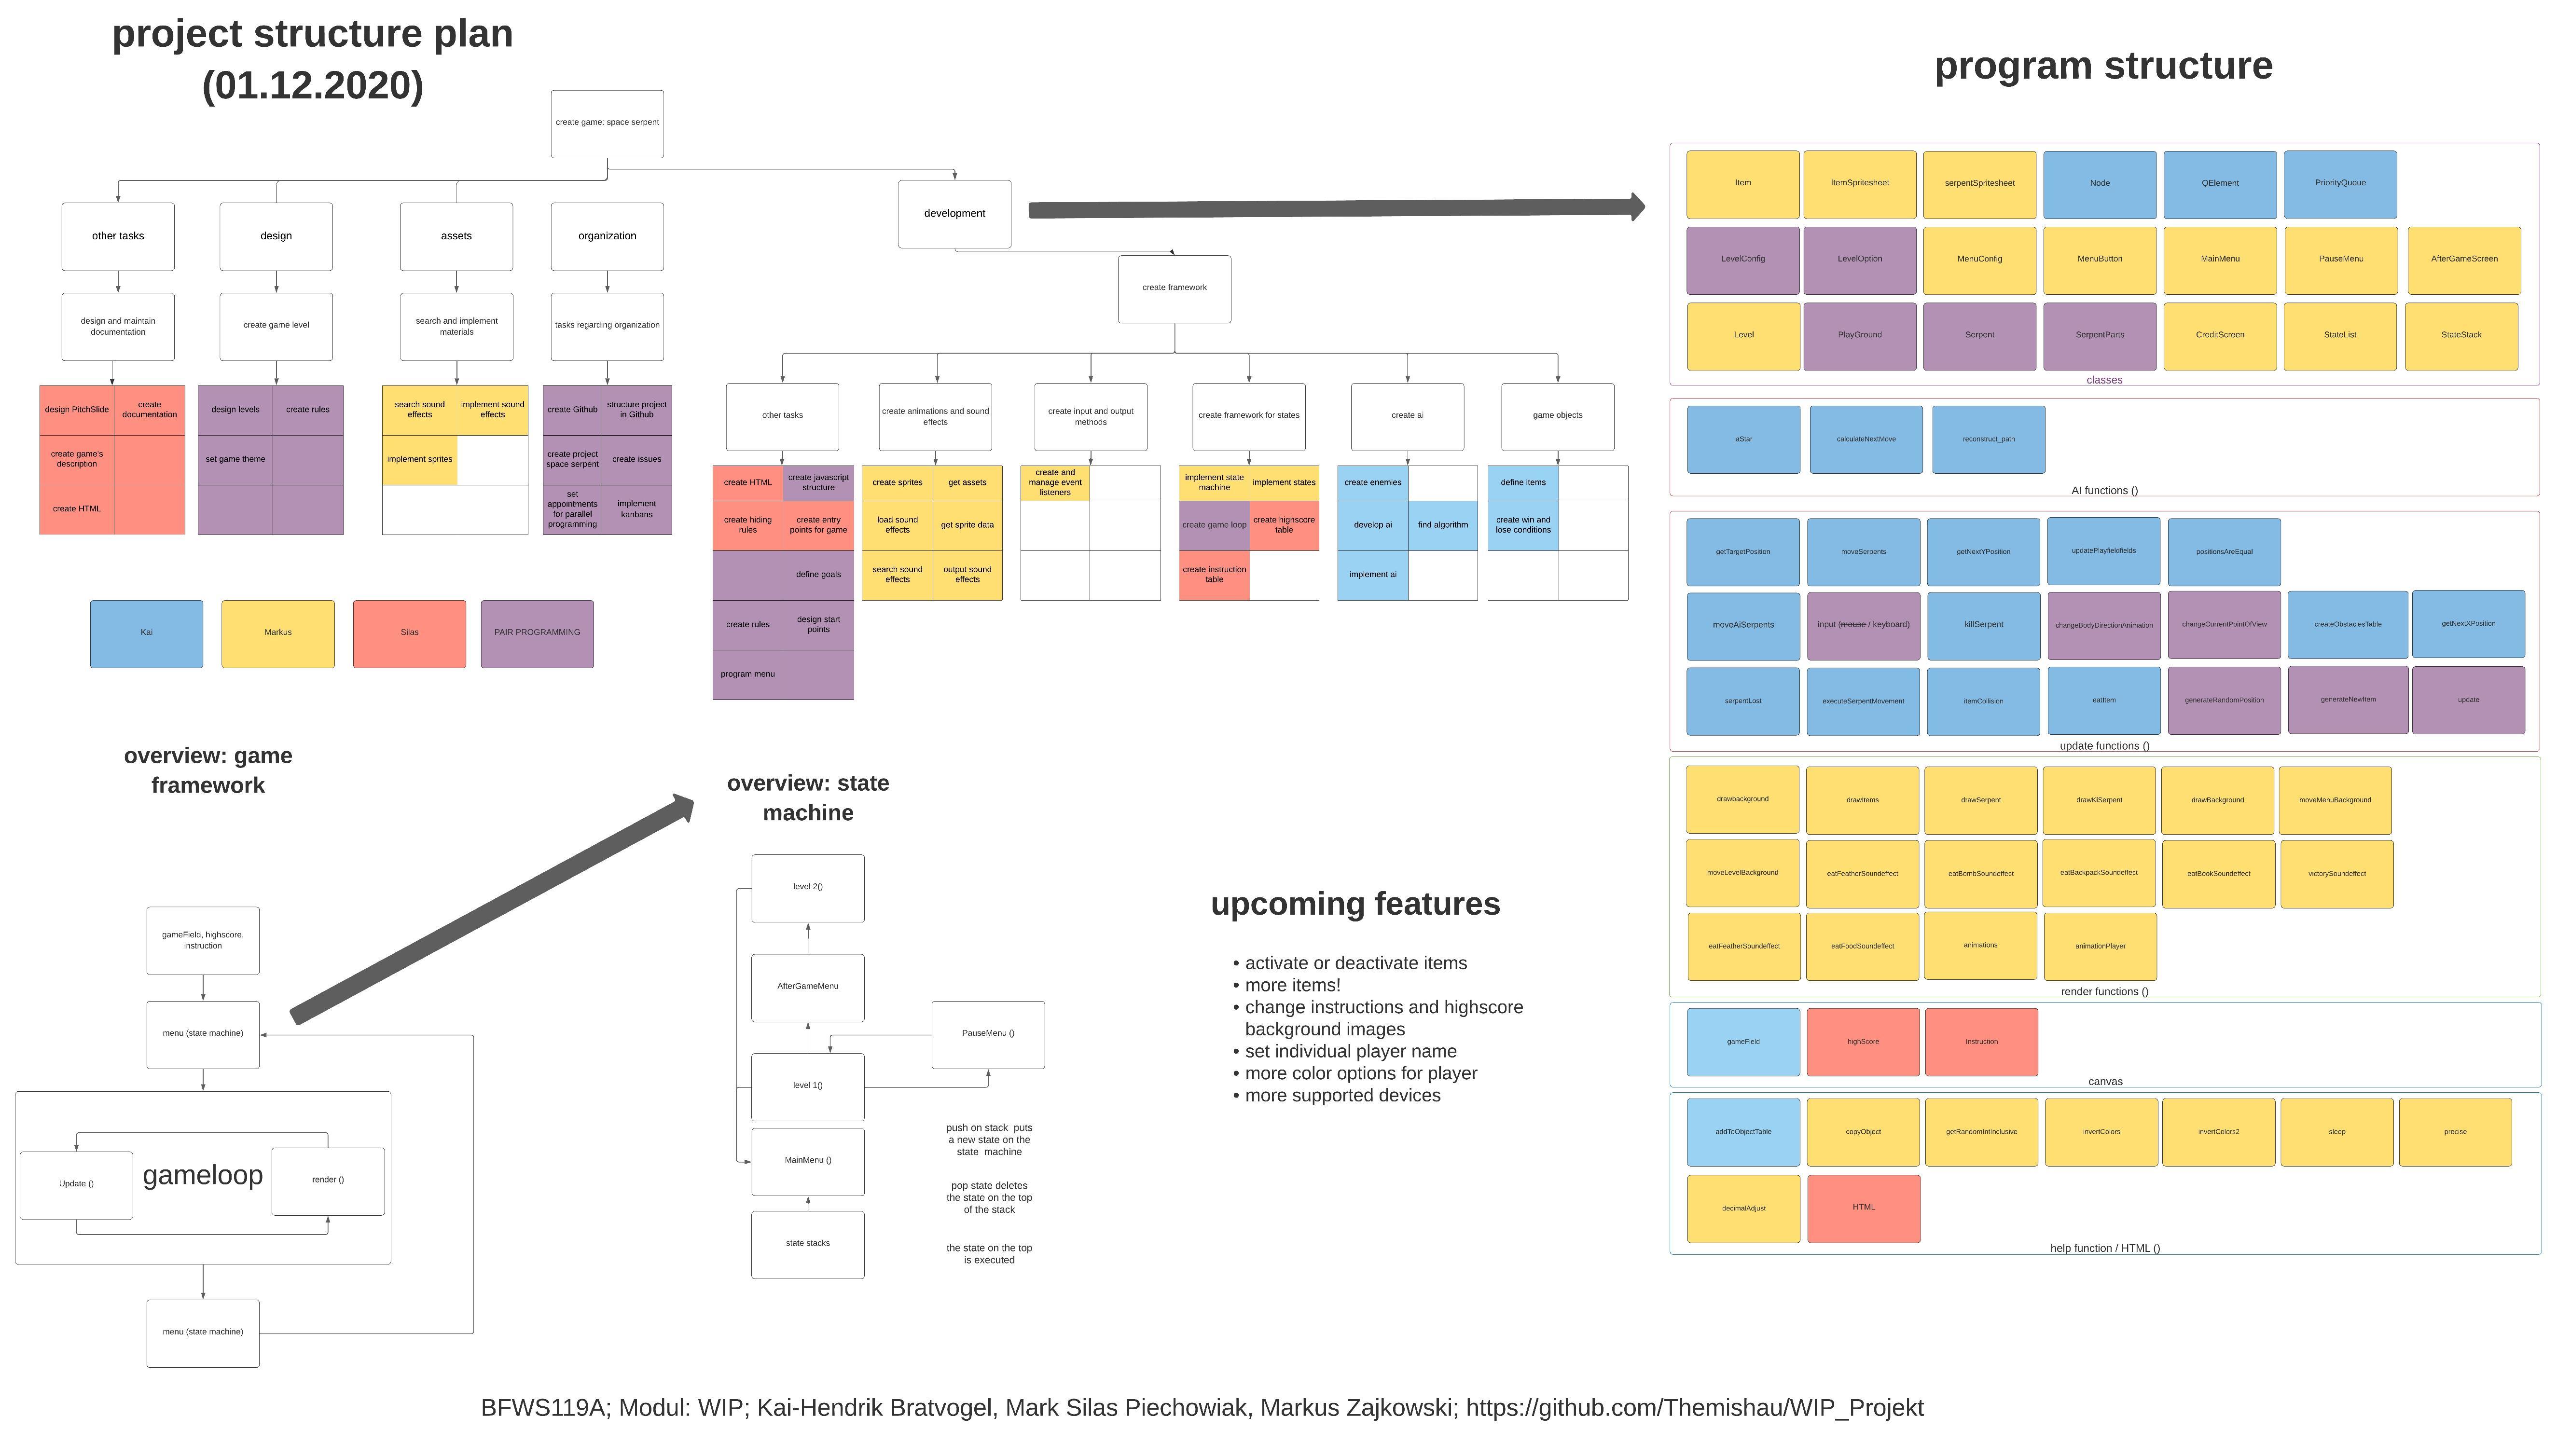 project structure plan
(01.12.2020)
program structure
create game: space serpent
development
other tasks
design
assets
organization
create framework
design and maintain
documentation
create game level
search and implement
materials
tasks regarding organization
design PitchSlide
create
documentation
create game's
description
create HTML
design levels
create rules
set game theme
search sound
effects
implement sound
effects
implement sprites
create Github
structure project
in Github
create project
space serpent
create issues
set
appointments
for parallel
programming
implement
kanbans
other tasks
create animations and sound
effects
create input and output
methods
create framework for states
create ai
game objects
create HTML
create javascript
structure
create hiding
rules
create entry
points for game
define goals
create rules
design start
points
program menu
create sprites
get assets
load sound
effects
get sprite data
search sound
effects
output sound
effects
create and
manage event
listeners
implement state
machine
implement states
create game loop
create highscore
table
create instruction
table
create enemies
develop ai
find algorithm
implement ai
define items
create win and
lose conditions
Kai
Markus
Silas
PAIR PROGRAMMING
Item
ItemSpritesheet
serpentSpritesheet
Node
QElement
PriorityQueue
LevelConfig
LevelOption
MenuConfig
MenuButton
MainMenu
PauseMenu
AfterGameScreen
Level
PlayGround
Serpent
SerpentParts
CreditScreen
StateList
StateStack
classes
aStar
calculateNextMove
reconstruct_path
AI functions ()
getTargetPosition
moveSerpents
getNextYPosition
updatePlayfieldfields
positionsAreEqual
moveAiSerpents
input (mouse / keyboard)
killSerpent
changeBodyDirectionAnimation
changeCurrentPointOfView
createObstaclesTable
getNextXPosition
serpentLost
executeSerpentMovement
itemCollision
eatItem
generateRandomPosition
generateNewItem
update
update functions ()
drawbackground
drawItems
drawSerpent
drawKISerpent
drawBackground
moveMenuBackground
moveLevelBackground
eatFeatherSoundeffect
eatBombSoundeffect
eatBackpackSoundeffect
eatBookSoundeffect
victorySoundeffect
eatFeatherSoundeffect
eatFoodSoundeffect
animations
animationPlayer
render functions ()
gameField
highScore
Instruction
canvas
addToObjectTable
copyObject
getRandomIntInclusive
invertColors
invertColors2
sleep
precise
decimalAdjust
HTML
help function / HTML ()
overview: game
framework
gameField, highscore,
instruction
menu (state machine)
Update ()
gameloop
render ()
menu (state machine)
overview: state
machine
level 2()
AfterGameMenu
PauseMenu ()
level 1()
MainMenu ()
state stacks
push on stack puts
a new state on the
state machine
pop state deletes
the state on the top
of the stack
the state on the top
is executed
upcoming features
• activate or deactivate items
• more items!
• change instructions and highscore
background images
• set individual player name
• more color options for player
• more supported devices
BFWS119A; Modul: WIP; Kai-Hendrik Bratvogel, Mark Silas Piechowiak, Markus Zajkowski; https://github.com/Themishau/WIP_Projekt